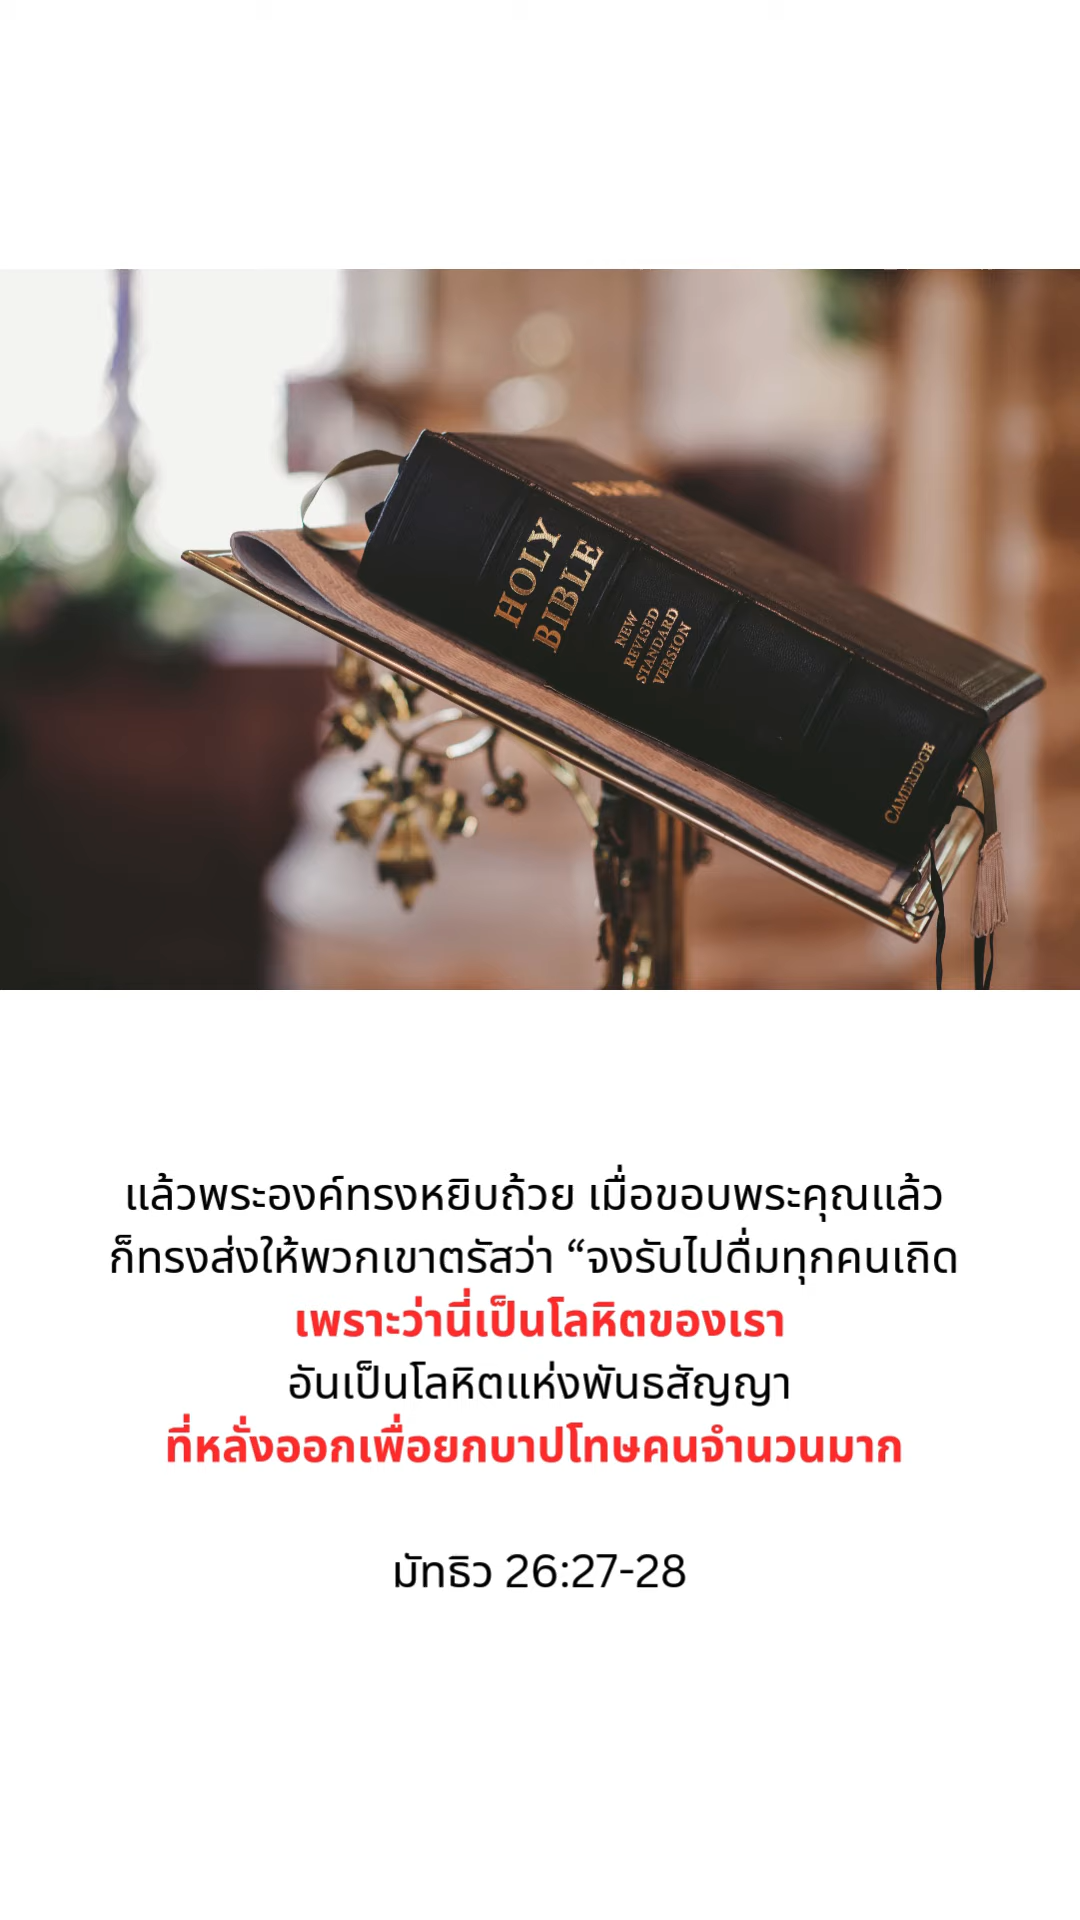 HOLY
BIBLE
NEW
REVISED
STANDARD
VERSION
CAMBRIDGE
แล้วพระองค์ทรงหยิบถ้วย เมื่อขอบพระคุณแล้ว
ก็ทรงส่งให้พวกเขาตรัสว่า “จงรับไปดื่มทุกคนเถิด
เพราะว่านี่เป็นโลหิตของเรา
อันเป็นโลหิตแห่งพันธสัญญา
ที่หลั่งออกเพื่อยกบาปโทษคนจำนวนมาก
มัทธิว 26:27-28